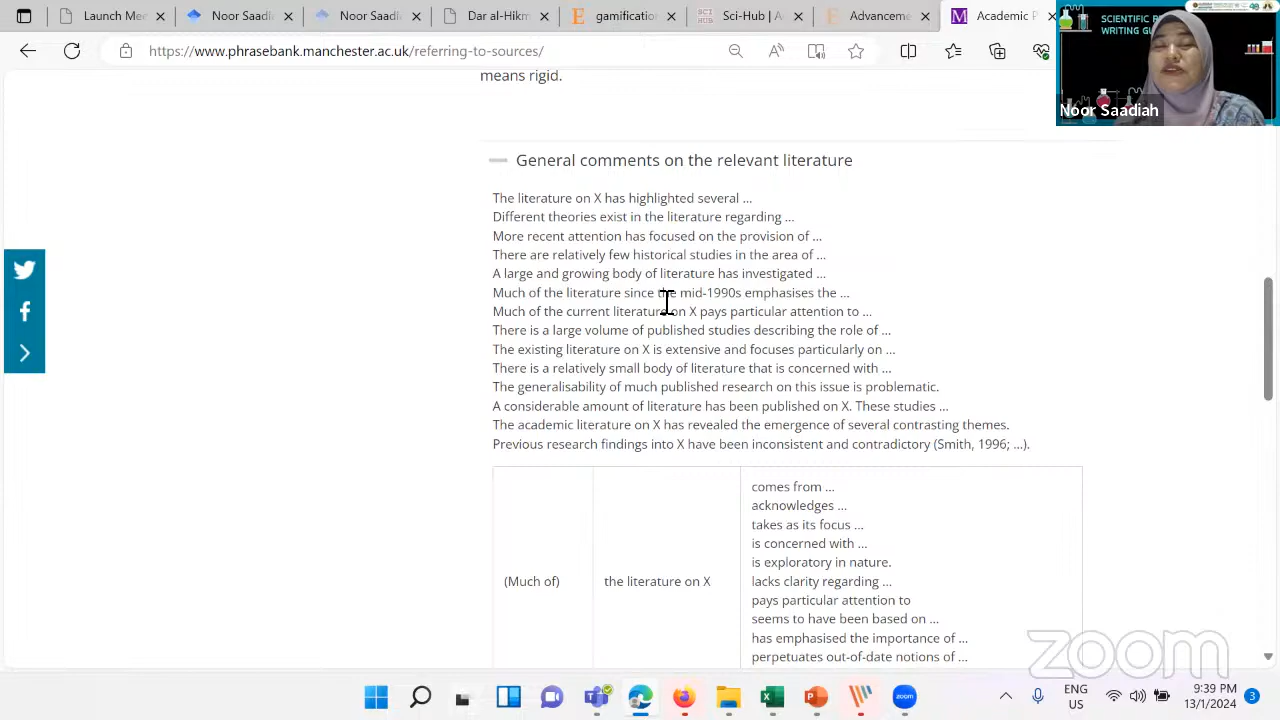 Launch Me
Noor Saadi
gamificati
SCI HUB
Sci-Hu
Advance
M Academic P
https://www.phrasebank.manchester.ac.uk/referring-to
SCIENTIFIC
WRITING GU
Noor Saadiah
means rigid.
General comments on the relevant literature
The literature on X has highlighted several ...
Different theories exist in the literature regarding ...
More recent attention has focused on the provision of ...
There are relatively few historical studies in the area of ...
A large and growing body of literature has investigated ...
Much of the literature since the mid-1990s emphasises the ...
Much of the current literature on X pays particular attention to ...
There is a large volume of published studies describing the role of ...
The existing literature on X is extensive and focuses particularly on ...
There is a relatively small body of literature that is concerned with ...
The generalisability of much published research on this issue is problematic.
A considerable amount of literature has been published on X. These studies ...
The academic literature on X has revealed the emergence of several contrasting themes.
Previous research findings into X have been inconsistent and contradictory (Smith, 1996; ...).
comes from ...
acknowledges ...
takes as its focus ...
is concerned with ...
is exploratory in nature.
(Much of) the literature on X lacks clarity regarding ...
pays particular attention to
seems to have been based on ...
has emphasised the importance of ...
perpetuates out-of-date notions of ...
zoom
ENG
US
9:39 PM
13/1/2024
3